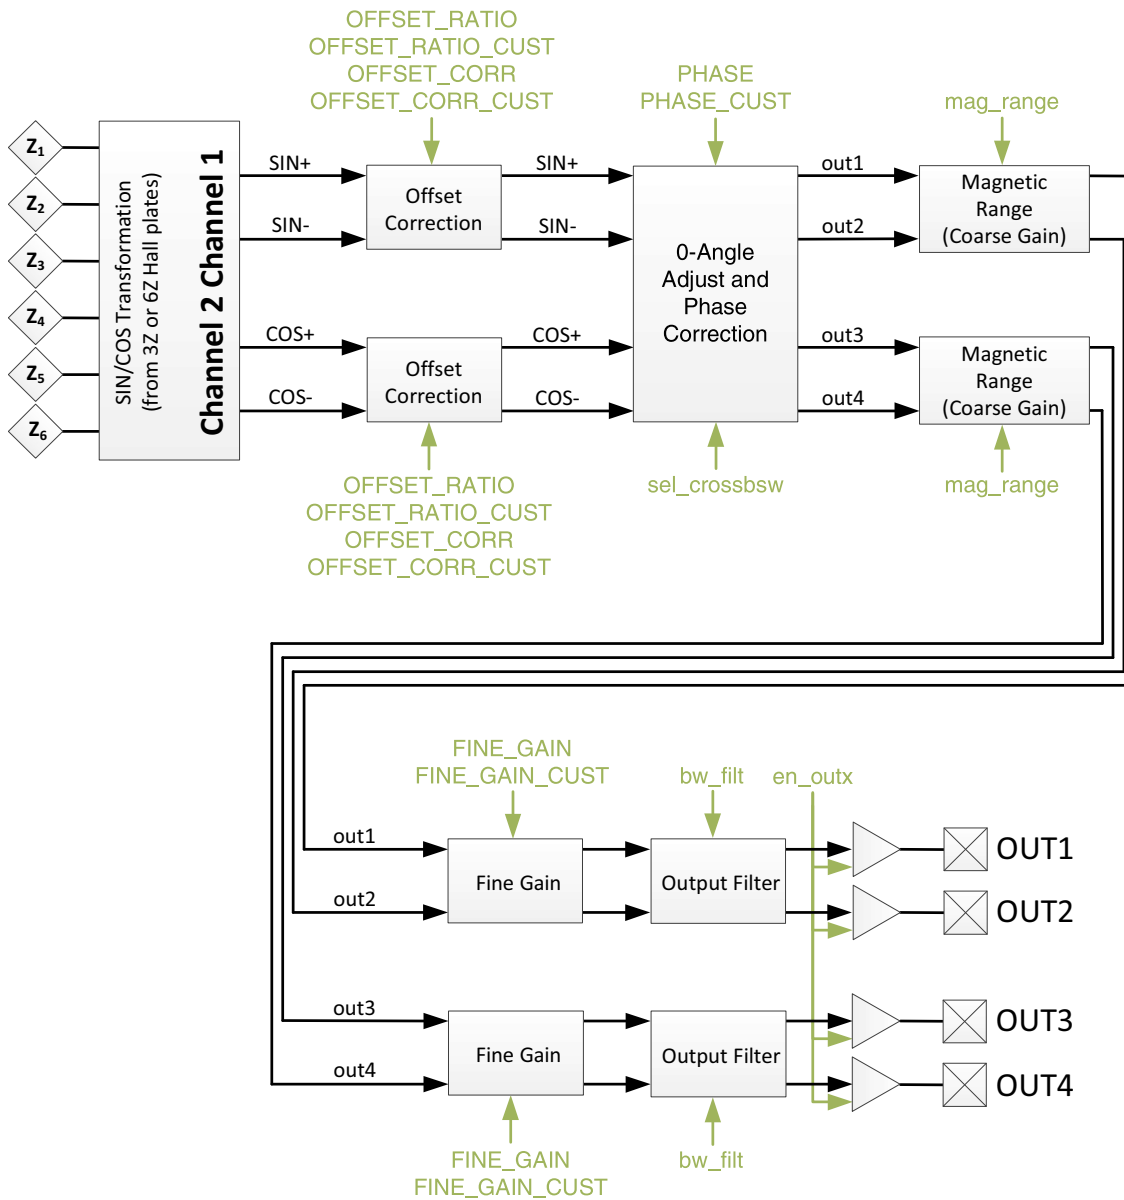 OFFSET_RATIO
OFFSET_RATIO_CUST
OFFSET_CORR
OFFSET_CORR_CUST
PHASE
PHASE_CUST
mag_range
Z1
Z2
Z3
Z4
Z5
Z6
SIN/COS Transformation
(from 3Z or 6Z Hall plates)
Channel 2 Channel 1
SIN+
SIN-
COS+
COS-
Offset
Correction
Offset
Correction
SIN+
SIN-
COS+
COS-
0-Angle
Adjust and
Phase
Correction
out1
out2
out3
out4
Magnetic
Range
(Coarse Gain)
Magnetic
Range
(Coarse Gain)
OFFSET_RATIO
OFFSET_RATIO_CUST
OFFSET_CORR
OFFSET_CORR_CUST
sel_crossbsw
mag_range
FINE_GAIN
FINE_GAIN_CUST
bw_filt
en_outx
out1
out2
Fine Gain
Output Filter
OUT1
OUT2
out3
out4
Fine Gain
Output Filter
OUT3
OUT4
FINE_GAIN
FINE_GAIN_CUST
bw_filt